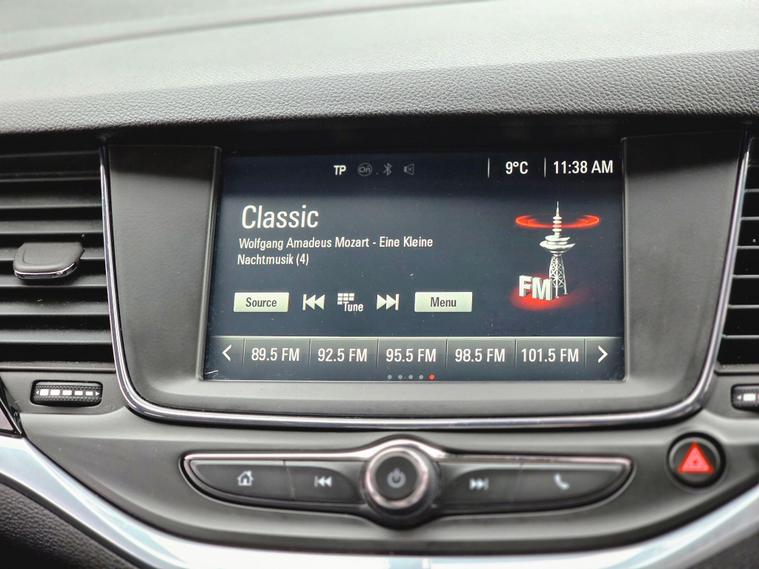 TP On 9°C 11:38 AM
Classic
Wolfgang Amadeus Mozart - Eine Kleine
Nachtmusik (4)
FM
Source Tune Menu
89.5 FM 92.5 FM 95.5 FM 98.5 FM 101.5 FM